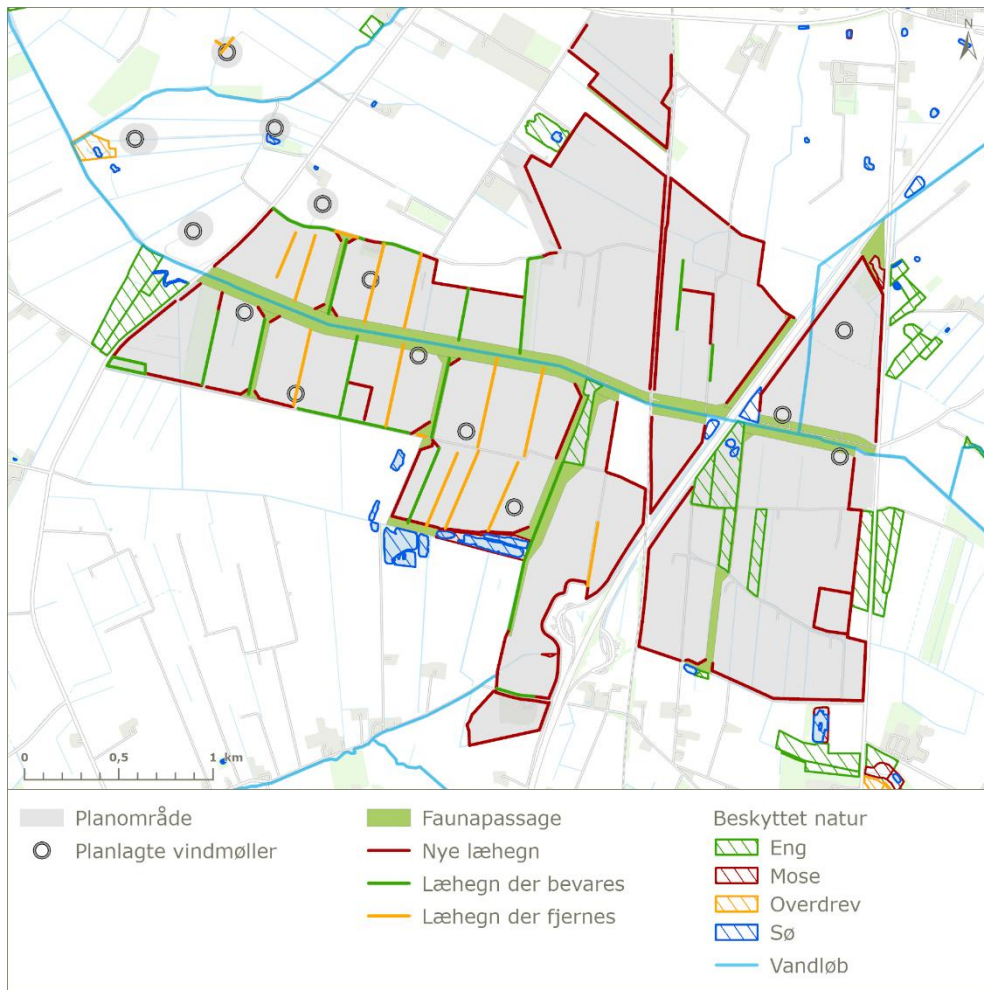 N
0 0,5 1 km
Planområde
Planlagte vindmøller
Faunapassage
Nye læhegn
Læhegn der bevares
Læhegn der fjernes
Beskyttet natur
Eng
Mose
Overdrev
Sø
Vandløb